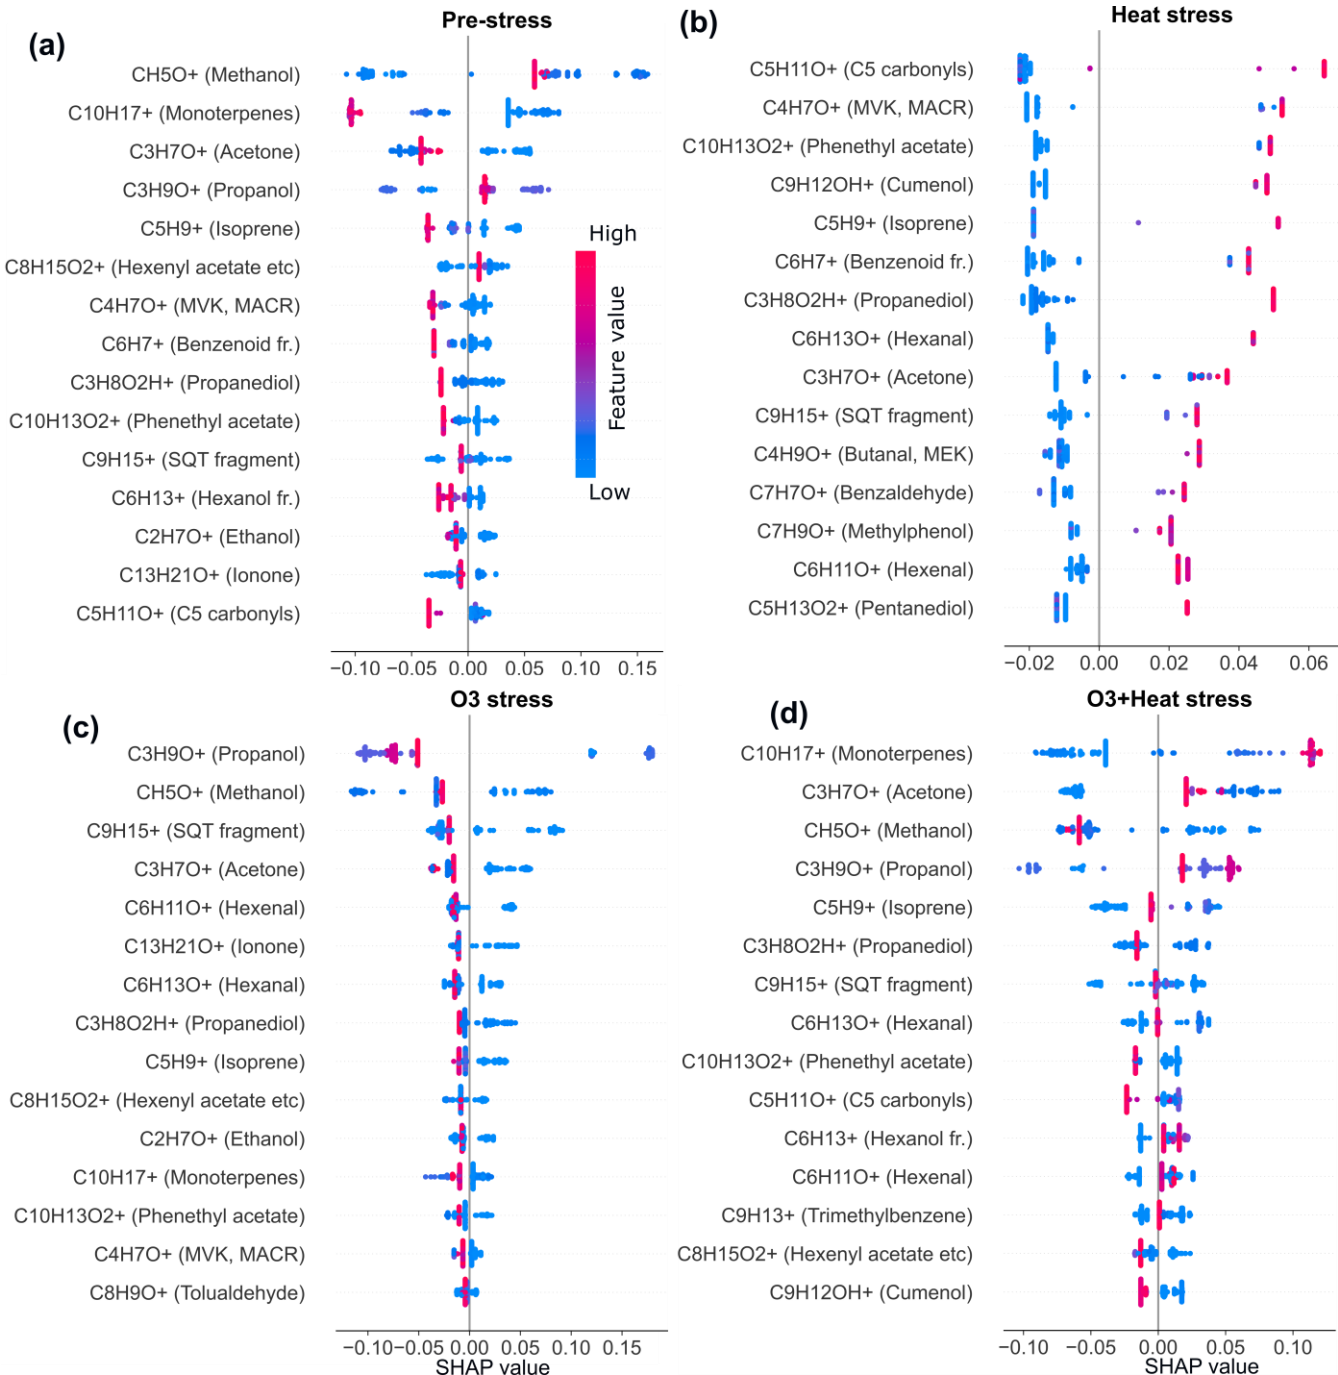 (a)
Pre-stress
CH5O+ (Methanol)
C10H17+ (Monoterpenes)
C3H7O+ (Acetone)
C3H9O+ (Propanol)
C5H9+ (Isoprene)
C8H15O2+ (Hexenyl acetate etc)
C4H7O+ (MVK, MACR)
C6H7+ (Benzenoid fr.)
C3H8O2H+ (Propanediol)
C10H13O2+ (Phenethyl acetate)
C9H15+ (SQT fragment)
C6H13+ (Hexanol fr.)
C2H7O+ (Ethanol)
C13H21O+ (Ionone)
C5H11O+ (C5 carbonyls)
High
Feature value
Low
−0.10 −0.05 0.00 0.05 0.10 0.15
(b)
Heat stress
C5H11O+ (C5 carbonyls)
C4H7O+ (MVK, MACR)
C10H13O2+ (Phenethyl acetate)
C9H12OH+ (Cumenol)
C5H9+ (Isoprene)
C6H7+ (Benzenoid fr.)
C3H8O2H+ (Propanediol)
C6H13O+ (Hexanal)
C3H7O+ (Acetone)
C9H15+ (SQT fragment)
C4H9O+ (Butanal, MEK)
C7H7O+ (Benzaldehyde)
C7H9O+ (Methylphenol)
C6H11O+ (Hexenal)
C5H13O2+ (Pentanediol)
−0.02 0.00 0.02 0.04 0.06
(c)
O3 stress
C3H9O+ (Propanol)
CH5O+ (Methanol)
C9H15+ (SQT fragment)
C3H7O+ (Acetone)
C6H11O+ (Hexenal)
C13H21O+ (Ionone)
C6H13O+ (Hexanal)
C3H8O2H+ (Propanediol)
C5H9+ (Isoprene)
C8H15O2+ (Hexenyl acetate etc)
C2H7O+ (Ethanol)
C10H17+ (Monoterpenes)
C10H13O2+ (Phenethyl acetate)
C4H7O+ (MVK, MACR)
C8H9O+ (Tolualdehyde)
−0.10 −0.05 0.00 0.05 0.10 0.15
SHAP value
(d)
O3+Heat stress
C10H17+ (Monoterpenes)
C3H7O+ (Acetone)
CH5O+ (Methanol)
C3H9O+ (Propanol)
C5H9+ (Isoprene)
C3H8O2H+ (Propanediol)
C9H15+ (SQT fragment)
C6H13O+ (Hexanal)
C10H13O2+ (Phenethyl acetate)
C5H11O+ (C5 carbonyls)
C6H13+ (Hexanol fr.)
C6H11O+ (Hexenal)
C9H13+ (Trimethylbenzene)
C8H15O2+ (Hexenyl acetate etc)
C9H12OH+ (Cumenol)
−0.10 −0.05 0.00 0.05 0.10
SHAP value